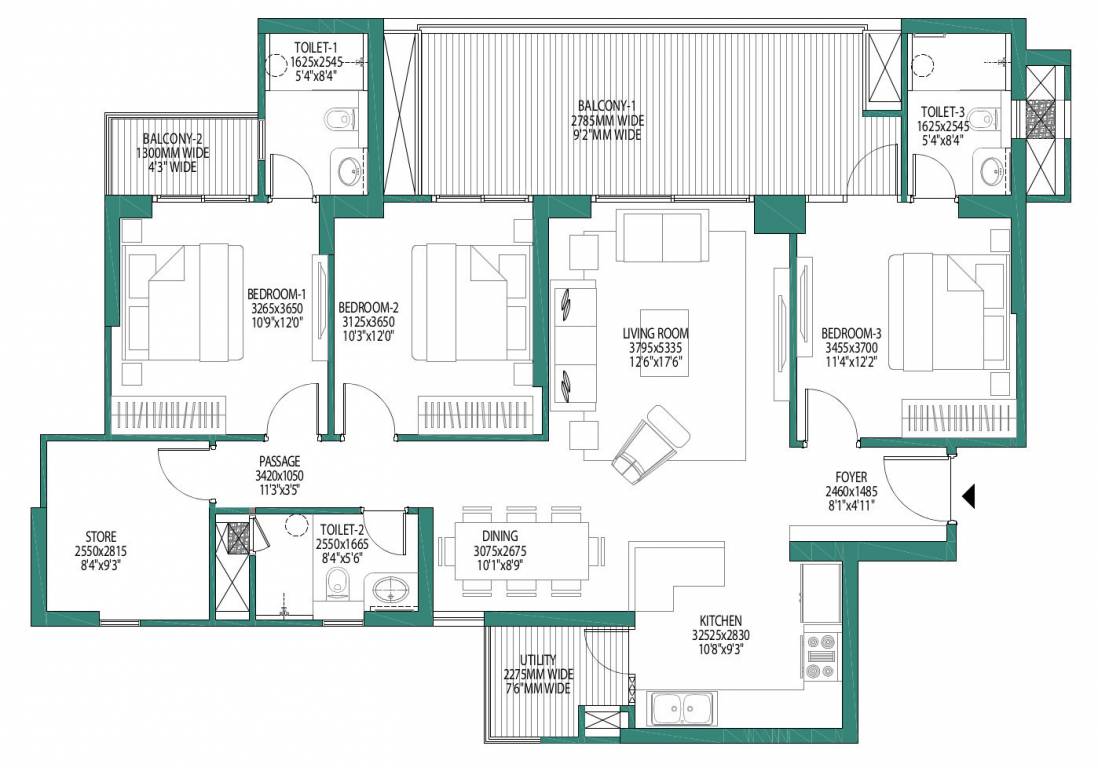 TOILET-1
1625x2545
5'4"x8'4"
BALCONY-1
2785MM WIDE
9'2"MM WIDE
TOILET-3
1625x2545
5'4"x8'4"
BALCONY-2
1300MM WIDE
4'3" WIDE
BEDROOM-1
3265x3650
10'9"x12'0"
BEDROOM-2
3125x3650
10'3"x12'0"
LIVING ROOM
3795x5335
12'6"x17'6"
BEDROOM-3
3455x3700
11'4"x12'2"
PASSAGE
3420x1050
11'3"x3'5"
FOYER
2460x1485
8'1"x4'11"
STORE
2550x2815
8'4"x9'3"
TOILET-2
2550x1665
8'4"x5'6"
DINING
3075x2675
10'1"x8'9"
KITCHEN
32525x2830
10'8"x9'3"
UTILITY
2275MM WIDE
7'6"MM WIDE